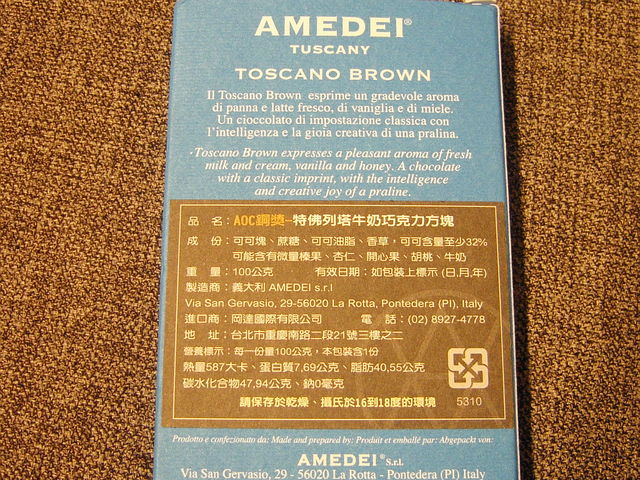 AMEDEI®
TUSCANY
TOSCANO BROWN
Il Toscano Brown esprime un gradevole aroma
di panna e latte fresco, di vaniglia e di miele.
Un cioccolato di impostazione classica con
l'intelligenza e la gioia creativa di una pralina.
·Toscano Brown expresses a pleasant aroma of fresh
milk and cream, vanilla and honey. A chocolate
with a classic imprint, with the intelligence
and creative joy of a praline.
品 名：AOC銅獎-特佛列塔牛奶巧克力方塊
成 份：可可塊、蔗糖、可可油脂、香草，可可含量至少32%
可能含有微量榛果、杏仁、開心果、胡桃、牛奶
重 量：100公克 有效日期：如包裝上標示 (日,月,年)
製造商：義大利 AMEDEI s.r.l
Via San Gervasio, 29-56020 La Rotta, Pontedera (PI), Italy
進口商：岡達國際有限公司 電 話：(02) 8927-4778
地 址：台北市重慶南路二段21號三樓之二
營養標示：每一份量100公克，本包裝含1份
熱量587大卡、蛋白質7,69公克、脂肪40,55公克
碳水化合物47,94公克、鈉0毫克
請保存於乾燥、攝氏於16到18度的環境 5310
Prodotto e confezionato da: Made and prepared by: Produit et emballé par: Abgepackt von:
AMEDEI® S.r.l.
Via San Gervasio, 29 - 56020 La Rotta - Pontedera (PI) Italy